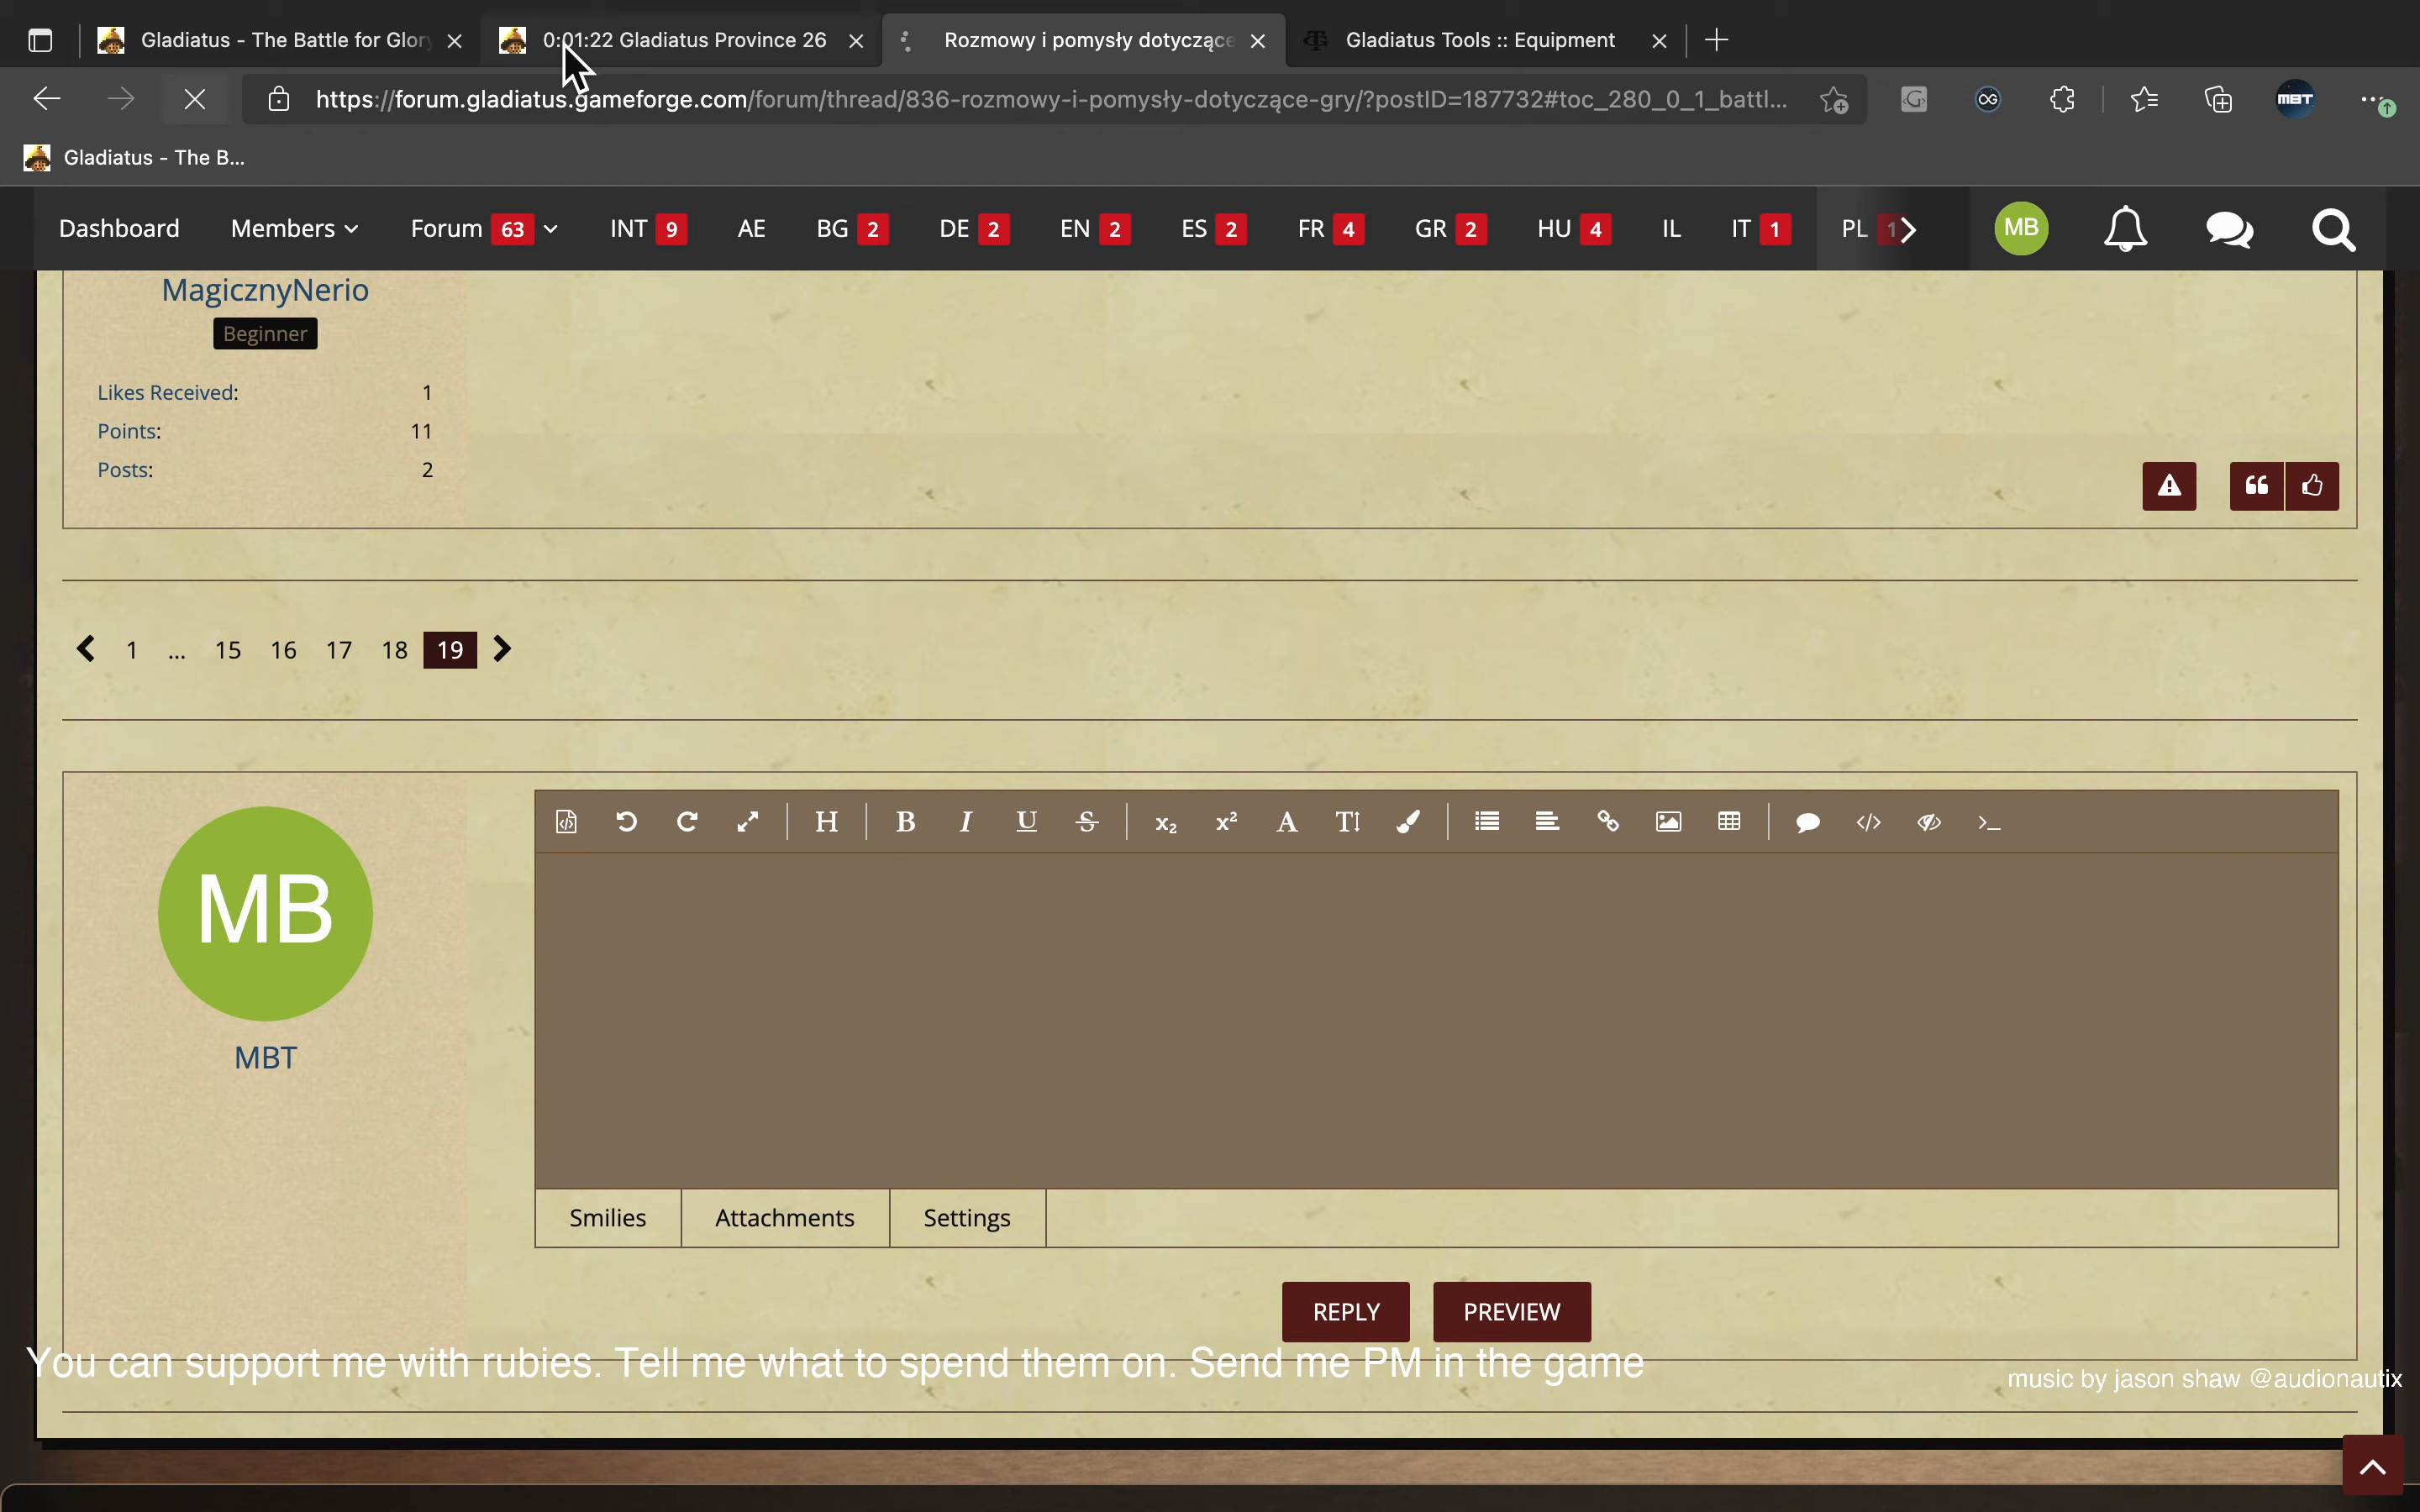 Gladiatus - The Battle for Glory
0:01:22 Gladiatus Province 26
Rozmowy i pomysły dotyczące
Gladiatus Tools :: Equipment
https://forum.gladiatus.gameforge.com/forum/thread/836-rozmowy-i-pomysły-dotyczące-gry/?postID=187732#toc_280_0_1_battl...
MBT
Gladiatus - The B...
Dashboard Members Forum 63 INT 9 AE BG 2 DE 2 EN 2 ES 2 FR 4 GR 2 HU 4 IL IT 1 PL 1 MB
MagicznyNerio
Beginner
Likes Received: 1
Points: 11
Posts: 2
1 ... 15 16 17 18 19
MB
MBT
Smilies Attachments Settings
REPLY PREVIEW
You can support me with rubies. Tell me what to spend them on. Send me PM in the game
music by jason shaw @audionautix